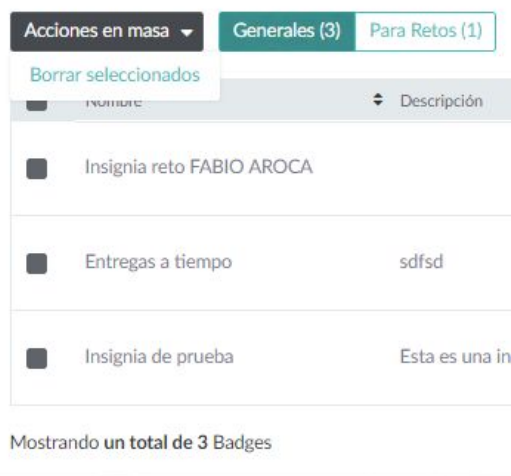 Acciones en masa Generales (3) Para Retos (1)
Borrar seleccionados
Nombre Descripción
Insignia reto FABIO AROCA
Entregas a tiempo sdfsd
Insignia de prueba Esta es una in
Mostrando un total de 3 Badges